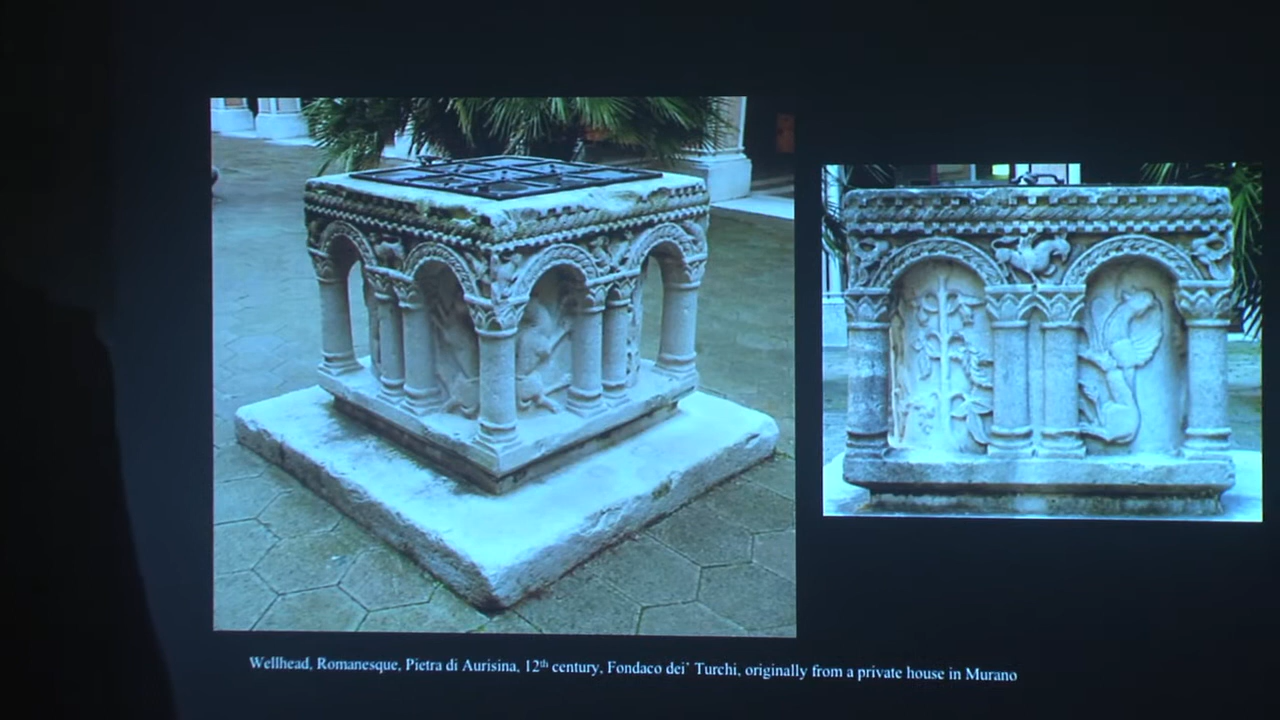 Wellhead, Romanesque, Pietra di Aurisina, 12th century, Fondaco dei' Turchi, originally from a private house in Murano